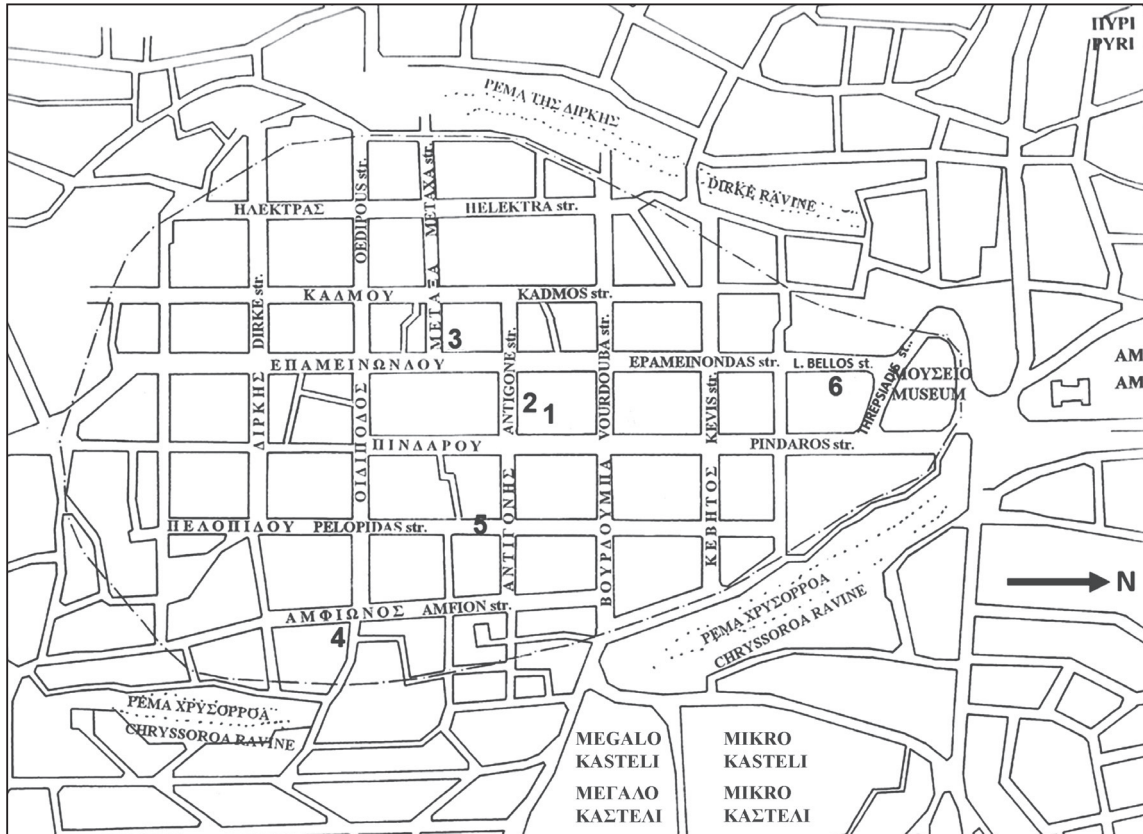 ΠΥΡΙ
PYRI
ΡΕΜΑ ΤΗΣ ΔΙΡΚΗΣ
DIRKE RAVINE
OEDIPOUS str.
METAXA str.
ΜΕΤΑΞΑ
ΗΛΕΚΤΡΑΣ
HELEKTRA str.
ΚΑΔΜΟΥ
KADMOS str.
DIRKE str.
ΔΙΡΚΗΣ
3
ANTIGONE str.
ΑΝΤΙΓΟΝΗΣ
VOURDOUBA str.
ΒΟΥΡΔΟΥΜΠΑ
ΕΠΑΜΕΙΝΩΝΔΟΥ
EPAMEINONDAS str.
L. BELLOS st.
THREPSIADIS st..
ΜΟΥΣΕΙΟ
MUSEUM
AM
AM
6
2
1
KEVIS str.
ΚΕΒΗΤΟΣ
ΟΙΔΙΠΟΔΟΣ
ΠΙΝΔΑΡΟΥ
PINDAROS str.
ΠΕΛΟΠΙΔΟΥ
PELOPIDAS str.
5
N
ΑΜΦΙΩΝΟΣ
AMFION str.
4
ΡΕΜΑ ΧΡΥΣΟΡΡΟΑ
CHRYSSOROA RAVINE
ΡΕΜΑ ΧΡΥΣΟΡΡΟΑ
CHRYSSOROA RAVINE
MEGALO
KASTELI
ΜΕΓΑΛΟ
ΚΑΣΤΕΛΙ
MIKRO
KASTELI
ΜΙΚΡΟ
ΚΑΣΤΕΛΙ